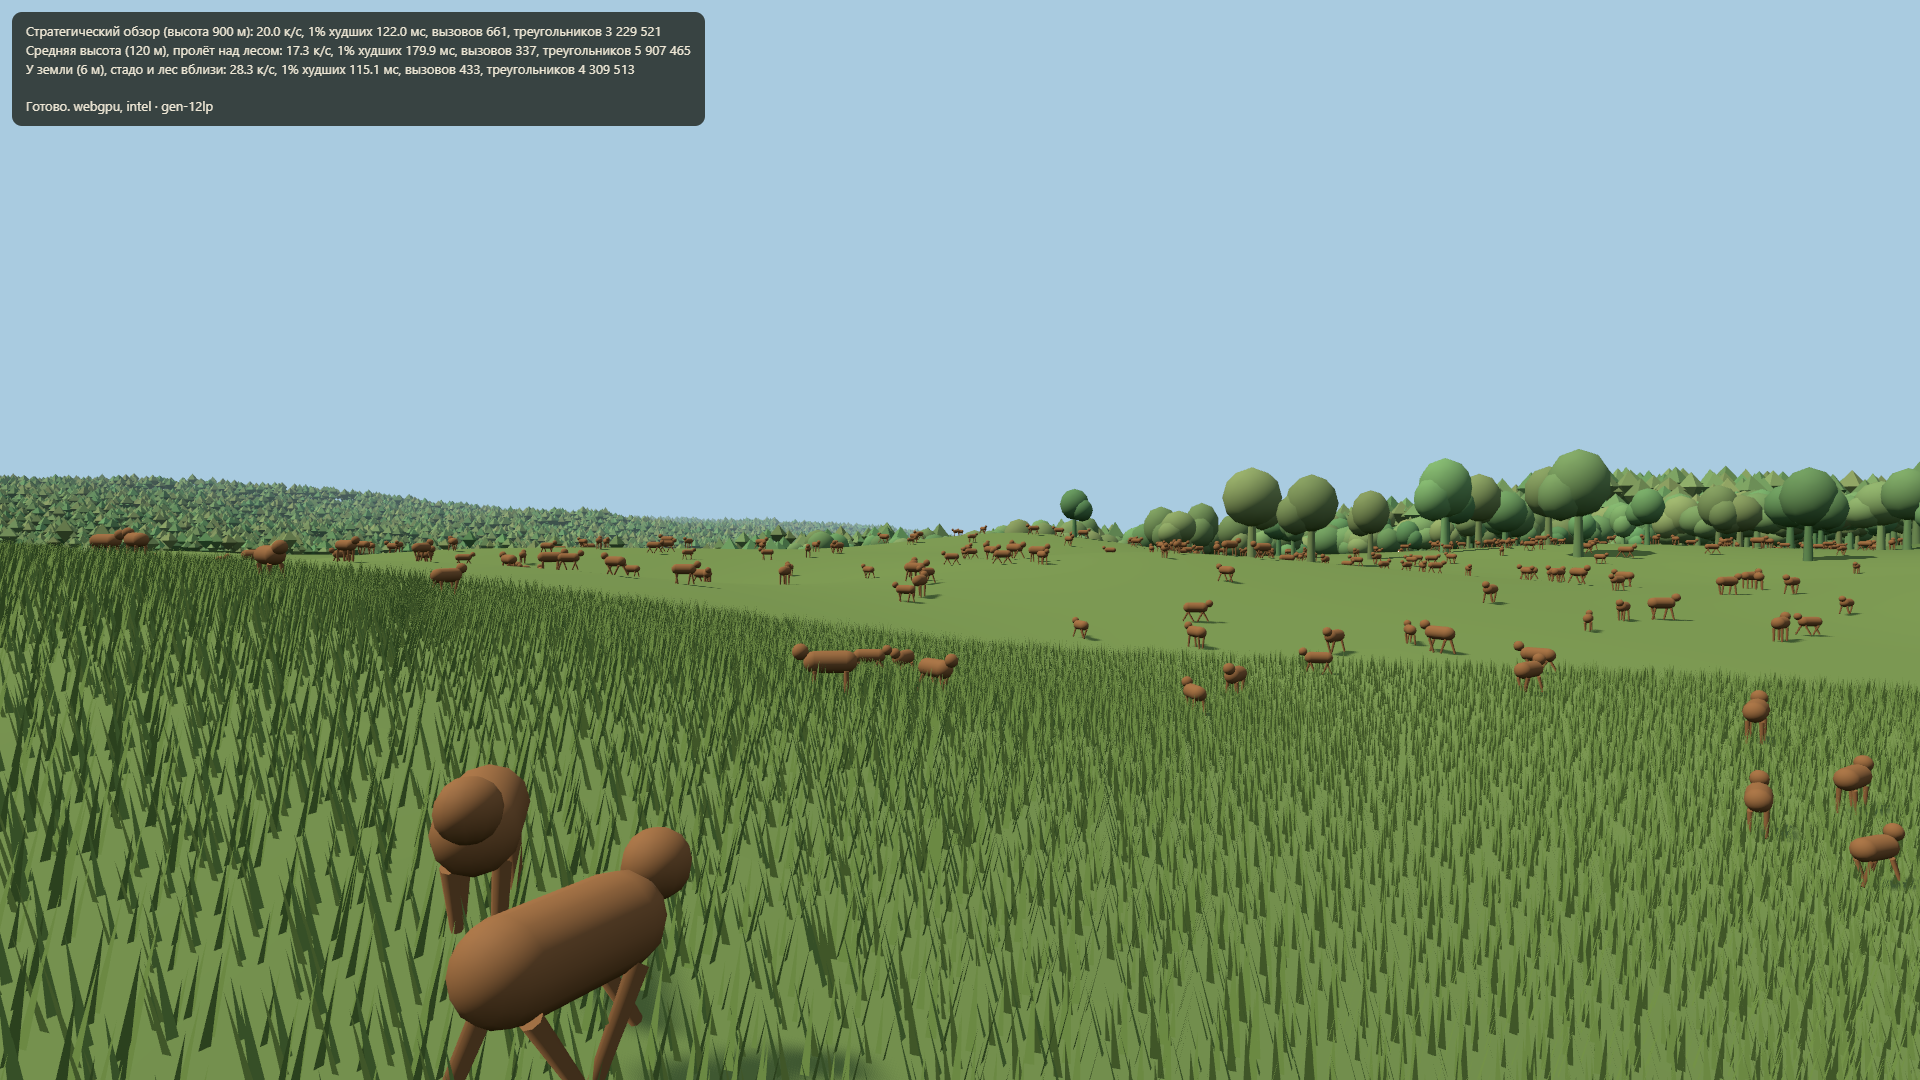 Стратегический обзор (высота 900 м): 20.0 к/с, 1% худших 122.0 мс, вызовов 661, треугольников 3 229 521
Средняя высота (120 м), пролёт над лесом: 17.3 к/с, 1% худших 179.9 мс, вызовов 337, треугольников 5 907 465
У земли (6 м), стадо и лес вблизи: 28.3 к/с, 1% худших 115.1 мс, вызовов 433, треугольников 4 309 513
Готово. webgpu, intel · gen-12lp